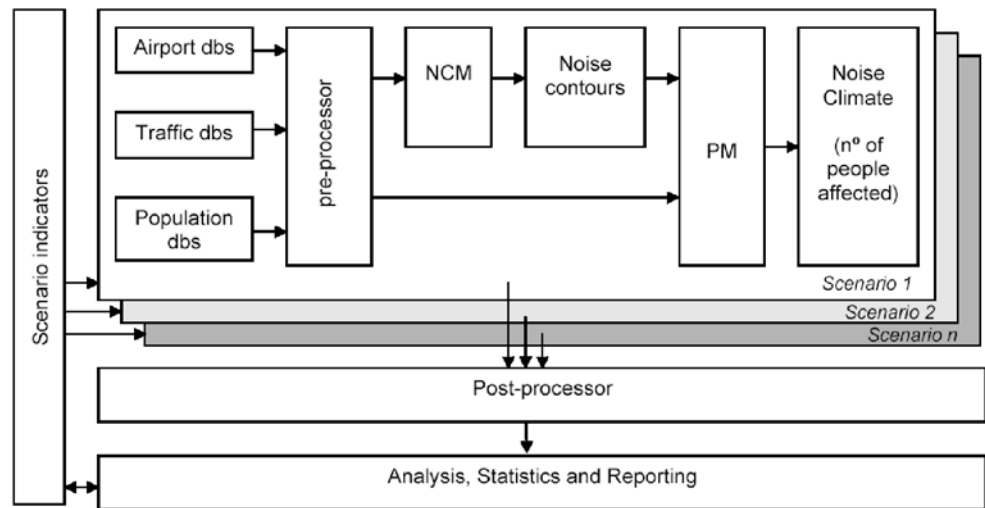 Scenario indicators
Airport dbs
Traffic dbs
Population
dbs
pre-processor
NCM
Noise
contours
PM
Noise
Climate
(nº of
people
affected)
Scenario 1
Scenario 2
Scenario n
Post-processor
Analysis, Statistics and Reporting